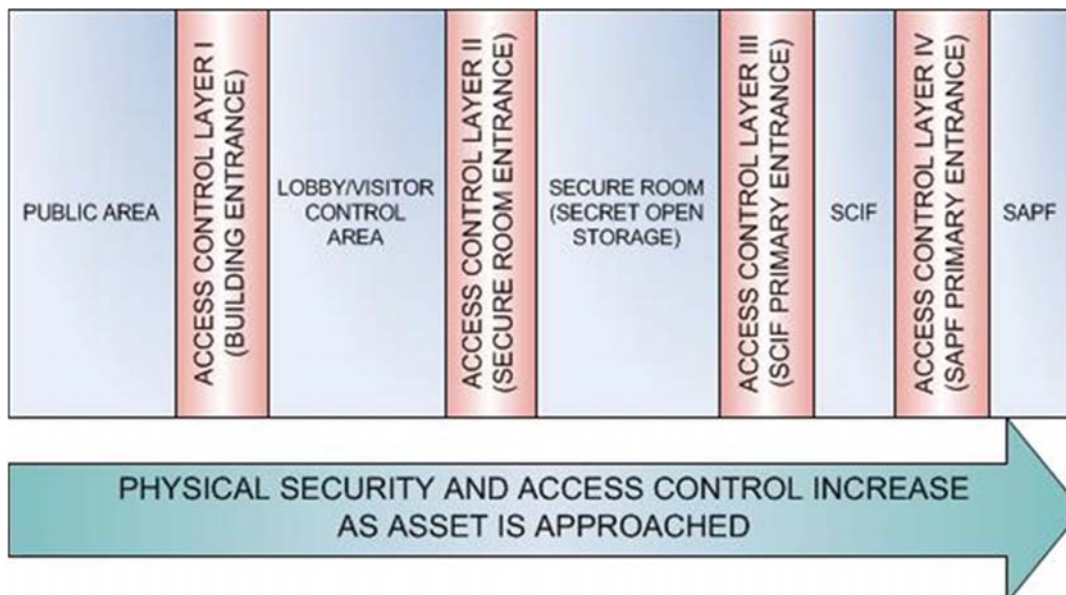 PUBLIC AREA
ACCESS CONTROL LAYER I
(BUILDING ENTRANCE)
LOBBY/VISITOR
CONTROL
AREA
ACCESS CONTROL LAYER II
(SECURE ROOM ENTRANCE)
SECURE ROOM
(SECRET OPEN
STORAGE)
ACCESS CONTROL LAYER III
(SCIF PRIMARY ENTRANCE)
SCIF
ACCESS CONTROL LAYER IV
(SAPF PRIMARY ENTRANCE)
SAPF
PHYSICAL SECURITY AND ACCESS CONTROL INCREASE
AS ASSET IS APPROACHED